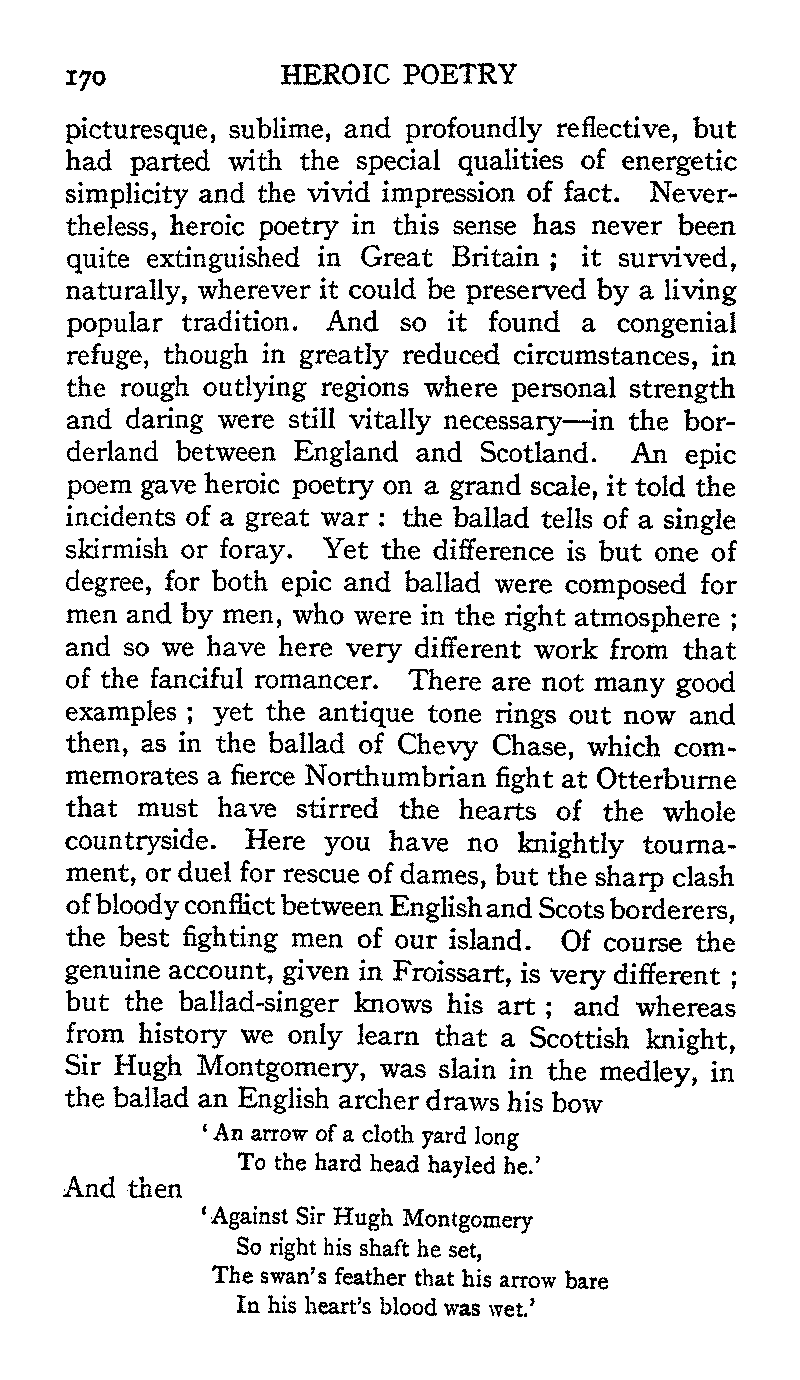 170 HEROIC POETRY
picturesque, sublime, and profoundly reflective, but
had parted with the special qualities of energetic
simplicity and the vivid impression of fact. Never-
theless, heroic poetry in this sense has never been
quite extinguished in Great Britain ; it survived,
naturally, wherever it could be preserved by a living
popular tradition. And so it found a congenial
refuge, though in greatly reduced circumstances, in
the rough outlying regions where personal strength
and daring were still vitally necessary—in the bor-
derland between England and Scotland. An epic
poem gave heroic poetry on a grand scale, it told the
incidents of a great war : the ballad tells of a single
skirmish or foray. Yet the difference is but one of
degree, for both epic and ballad were composed for
men and by men, who were in the right atmosphere ;
and so we have here very different work from that
of the fanciful romancer. There are not many good
examples ; yet the antique tone rings out now and
then, as in the ballad of Chevy Chase, which com-
memorates a fierce Northumbrian fight at Otterburne
that must have stirred the hearts of the whole
countryside. Here you have no knightly tourna-
ment, or duel for rescue of dames, but the sharp clash
of bloody conflict between English and Scots borderers,
the best fighting men of our island. Of course the
genuine account, given in Froissart, is very different ;
but the ballad-singer knows his art ; and whereas
from history we only learn that a Scottish knight,
Sir Hugh Montgomery, was slain in the medley, in
the ballad an English archer draws his bow
‘ An arrow of a cloth yard long
To the hard head hayled he.’
And then
‘ Against Sir Hugh Montgomery
So right his shaft he set,
The swan’s feather that his arrow bare
In his heart’s blood was wet.’